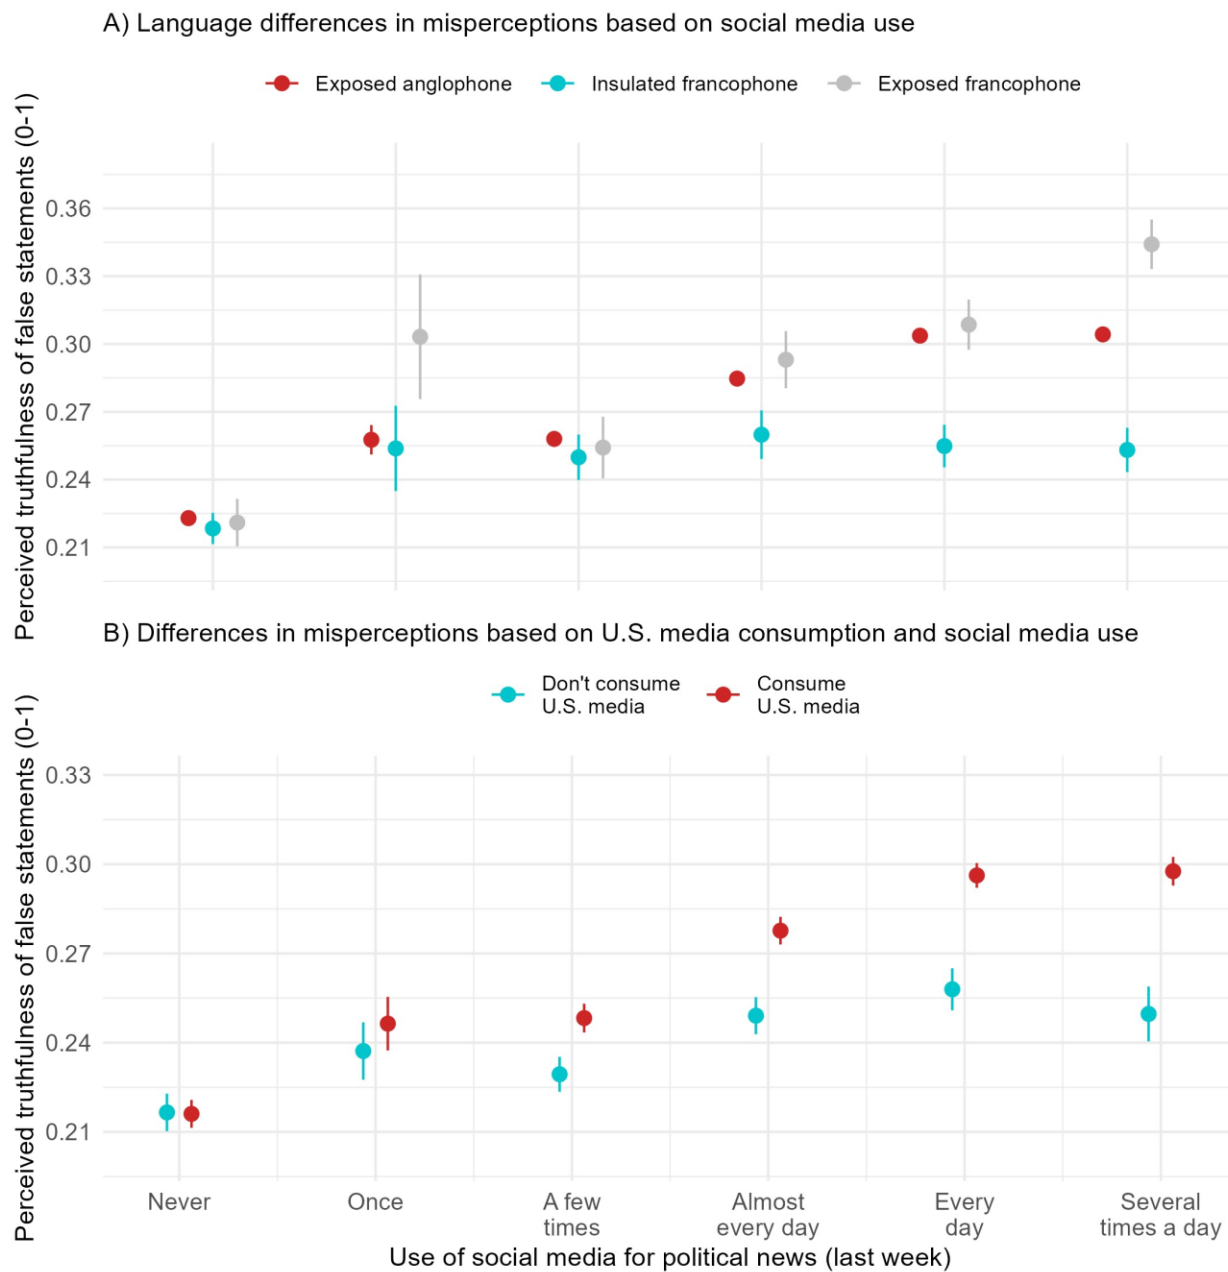 A) Language differences in misperceptions based on social media use
Exposed anglophone Insulated francophone Exposed francophone
Perceived truthfulness of false statements (0-1)
0.36
0.33
0.30
0.27
0.24
0.21
B) Differences in misperceptions based on U.S. media consumption and social media use
Don't consume
U.S. media
Consume
U.S. media
Perceived truthfulness of false statements (0-1)
0.33
0.30
0.27
0.24
0.21
Never
Once
A few
times
Almost
every day
Every
day
Several
times a day
Use of social media for political news (last week)